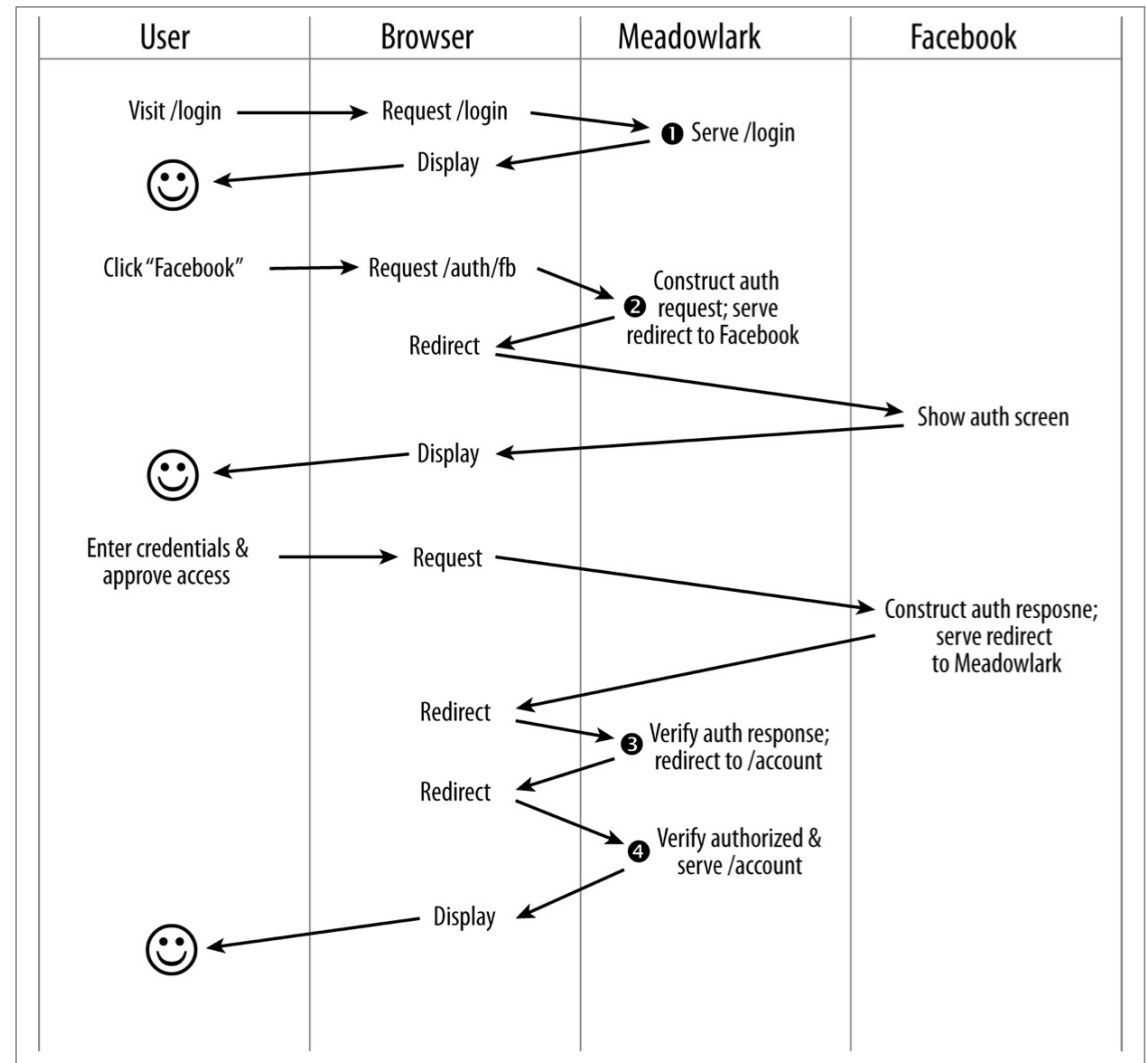 User Browser Meadowlark Facebook
Visit /login Request /login
❶ Serve /login
Display
Click “Facebook” Request /auth/fb
Construct auth
❷ request; serve
redirect to Facebook
Redirect
Show auth screen
Display
Enter credentials &
approve access
Request
Construct auth resposne;
serve redirect
to Meadowlark
Redirect
❸ Verify auth response;
redirect to /account
Redirect
❹ Verify authorized &
serve /account
Display